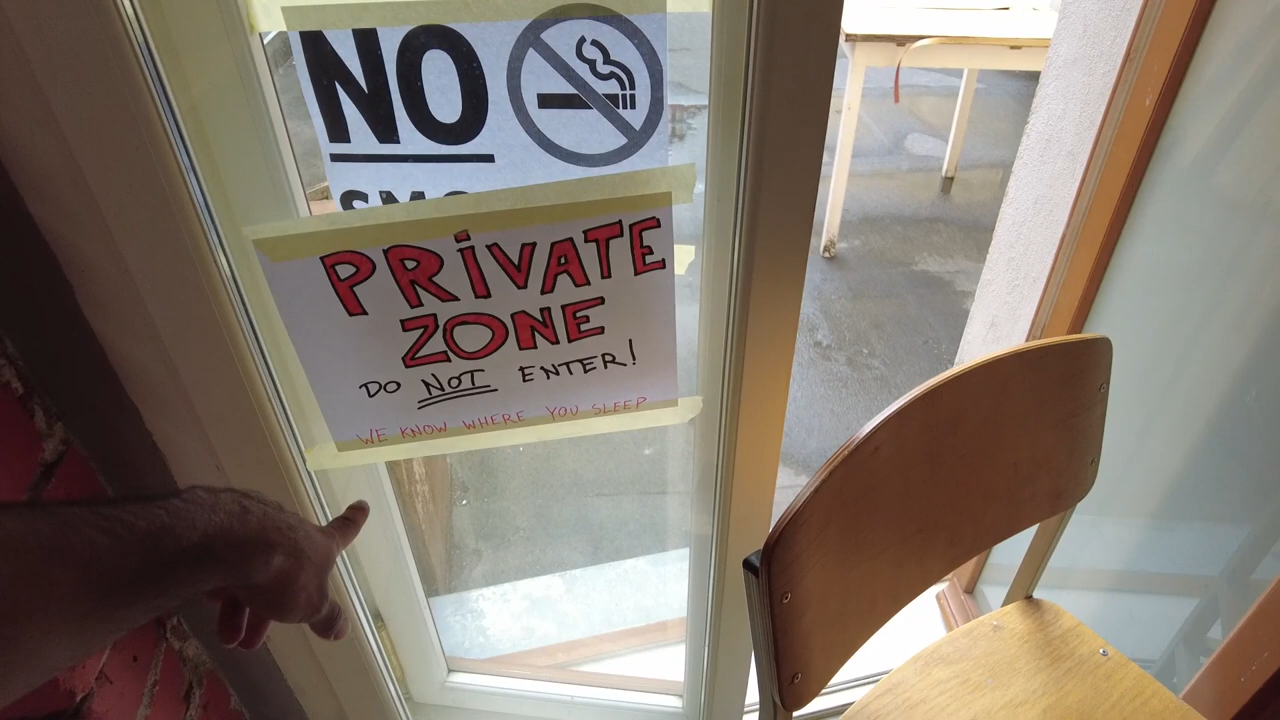 NO
PRiVATE
ZONE
DO NOT ENTER!
WE KNOW WHERE YOU SLEEP